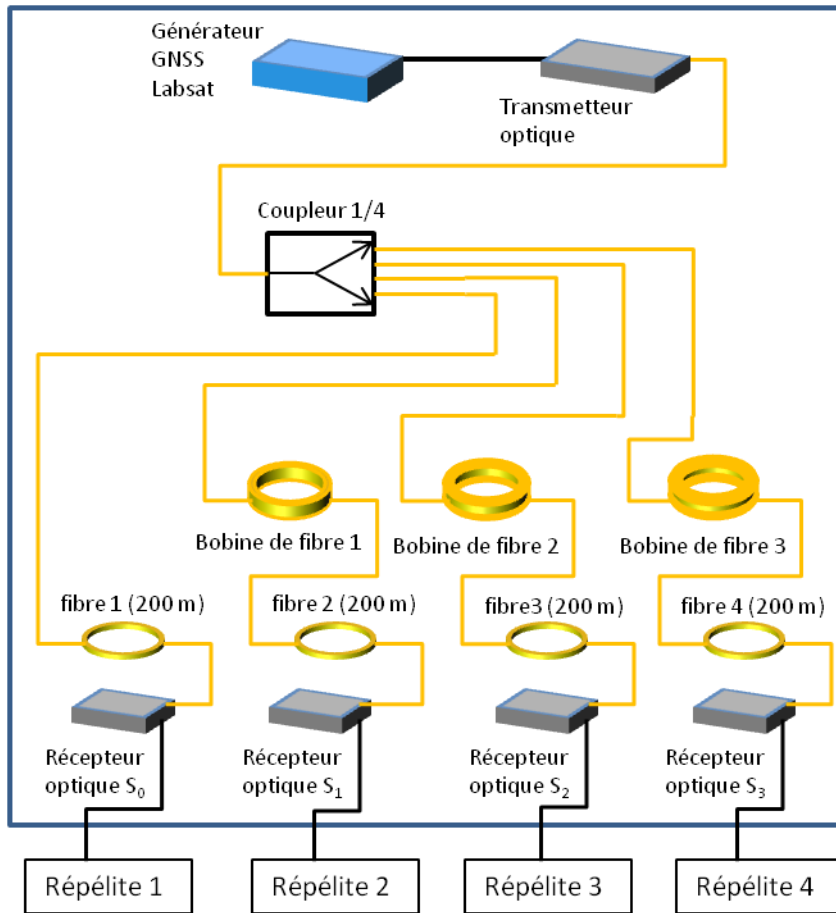 Générateur
GNSS
Labsat
Transmetteur
optique
Coupleur 1/4
Bobine de fibre 1
Bobine de fibre 2
Bobine de fibre 3
fibre 1 (200 m)
fibre 2 (200 m)
fibre3 (200 m)
fibre 4 (200 m)
Récepteur
optique S0
Récepteur
optique S1
Récepteur
optique S2
Récepteur
optique S3
Répélite 1
Répélite 2
Répélite 3
Répélite 4